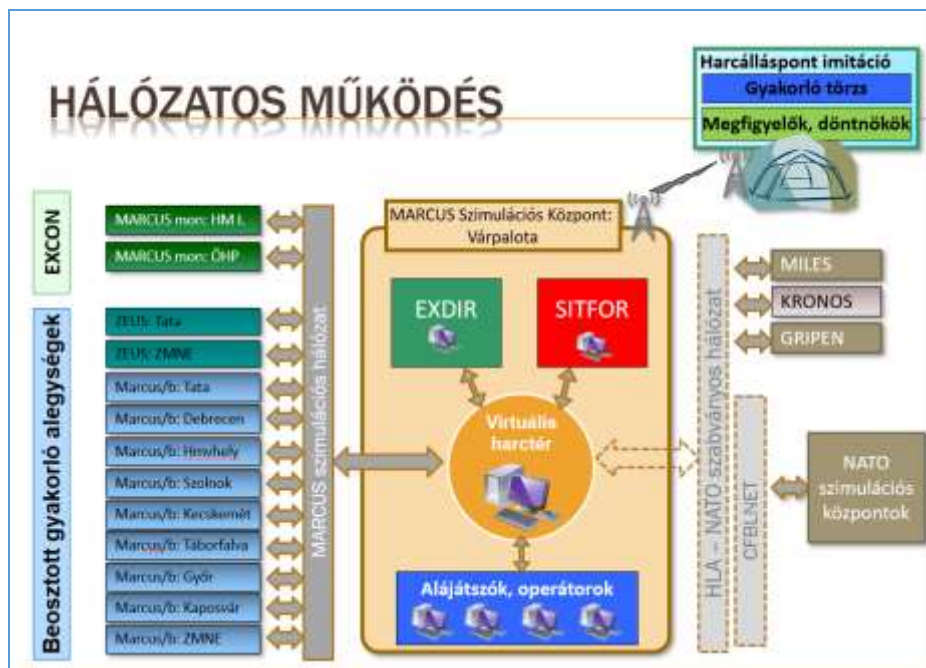 HÁLÓZATOS MŰKÖDÉS
Harcálláspont imitáció
Gyakorló törzs
Megfigyelők, döntnökök
EXCON
MARCUS mon: HM I.
MARCUS mon: ÖHP
Beosztott gyakorló alegységek
ZEUS: Tata
ZEUS: ZMNE
Marcus/b: Tata
Marcus/b: Debrecen
Marcus/b: Hmvhely
Marcus/b: Szolnok
Marcus/b: Kecskemét
Marcus/b: Táborfalva
Marcus/b: Győr
Marcus/b: Kaposvár
Marcus/b: ZMNE
MARCUS szimulációs hálózat
MARCUS Szimulációs Központ:
Várpalota
EXDIR
SITFOR
Virtuális
harctér
Alájátszók, operátorok
HLA – NATO szabványos hálózat
CFBLNET
MILES
KRONOS
GRIPEN
NATO
szimulációs
központok